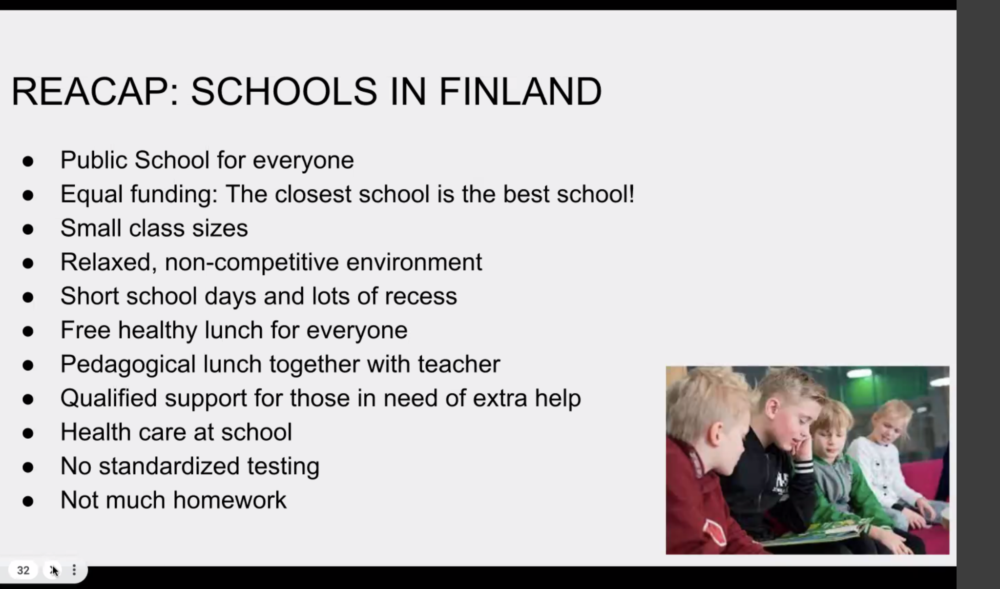 REACAP: SCHOOLS IN FINLAND
● Public School for everyone
● Equal funding: The closest school is the best school!
● Small class sizes
● Relaxed, non-competitive environment
● Short school days and lots of recess
● Free healthy lunch for everyone
● Pedagogical lunch together with teacher
● Qualified support for those in need of extra help
● Health care at school
● No standardized testing
● Not much homework
32